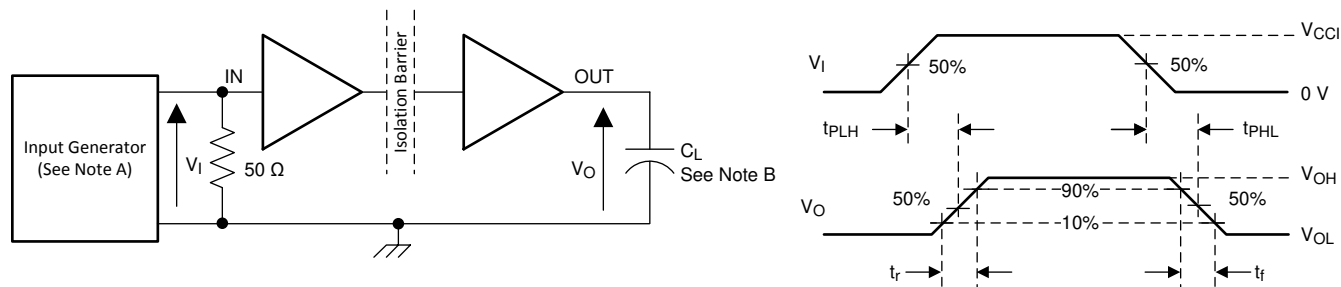 Input Generator
(See Note A)
IN
V_I
50 Ω
Isolation Barrier
OUT
V_O
C_L
See Note B
V_I
50%
50%
V_CCI
0 V
t_PLH
t_PHL
V_O
50%
90%
50%
V_OH
10%
V_OL
t_r
t_f